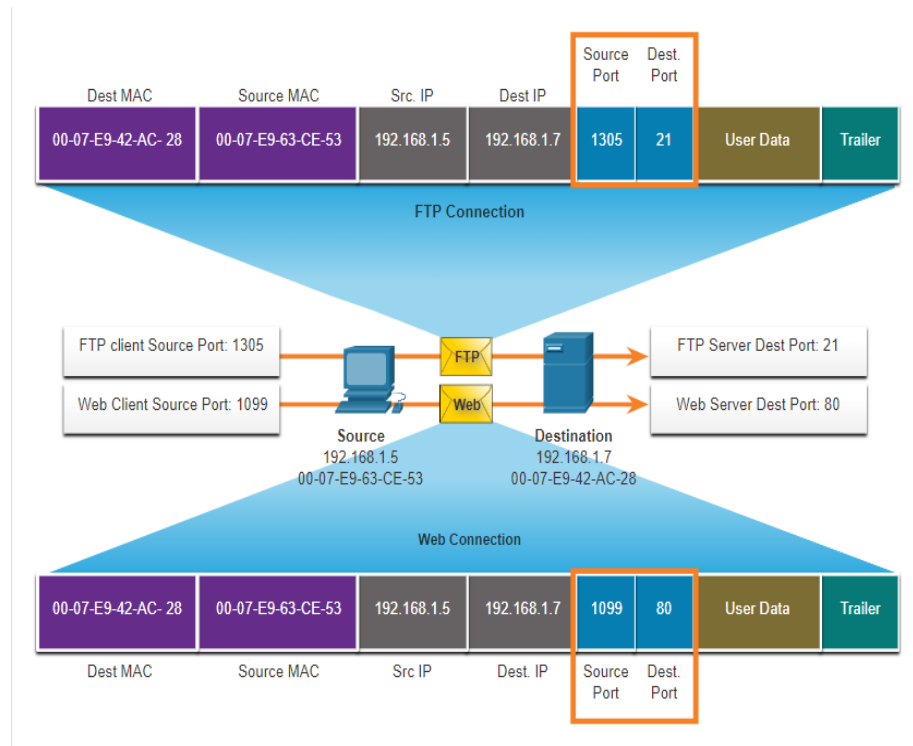 Source Dest.
Port Port
Dest MAC Source MAC Src. IP Dest IP
00-07-E9-42-AC- 28 00-07-E9-63-CE-53 192.168.1.5 192.168.1.7 1305 21 User Data Trailer
FTP Connection
FTP client Source Port: 1305
FTP
FTP Server Dest Port: 21
Web Client Source Port: 1099
Web
Web Server Dest Port: 80
Source
192.168.1.5
00-07-E9-63-CE-53
Destination
192.168.1.7
00-07-E9-42-AC-28
Web Connection
00-07-E9-42-AC- 28 00-07-E9-63-CE-53 192.168.1.5 192.168.1.7 1099 80 User Data Trailer
Dest MAC Source MAC Src IP Dest. IP Source Dest.
Port Port